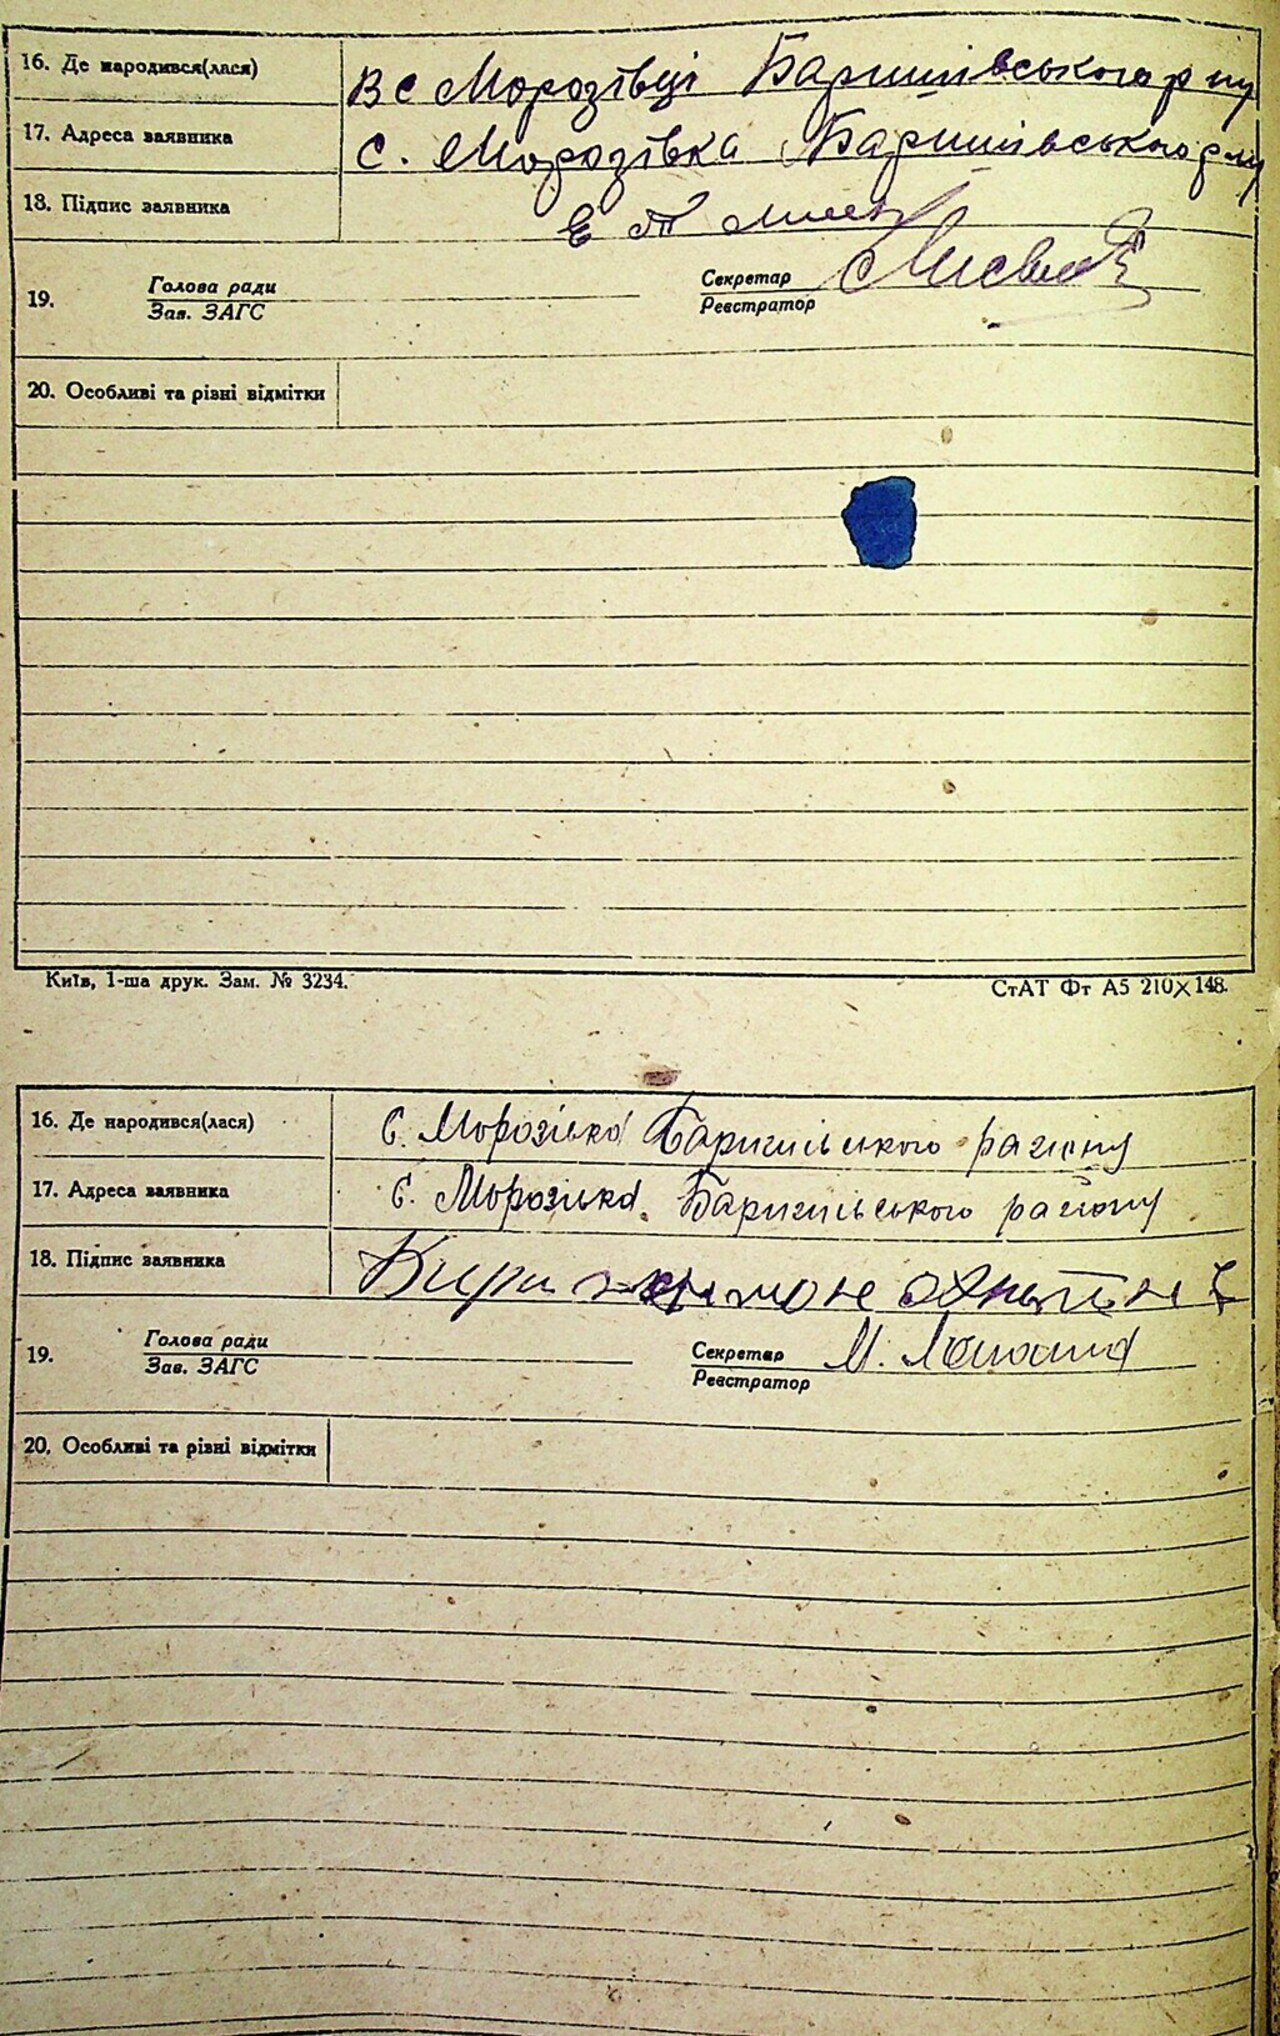 16. Де народився(лася)
в с Морозівці Баришівського р ну
17. Адреса заявника
с. Морозівка Баришівського р ну
18. Підпис заявника
19.
Голова ради
Зав. ЗАГС
Секретар
Реєстратор
20. Особливі та різні відмітки
Київ, 1-ша друк. Зам. № 3234.
СтАТ Фт А5 210×148.
16. Де народився(лася)
с. Морозівка Баришівського району
17. Адреса заявника
с. Морозівка Баришівського району
18. Підпис заявника
19.
Голова ради
Зав. ЗАГС
Секретар
Реєстратор
М.
20. Особливі та різні відмітки